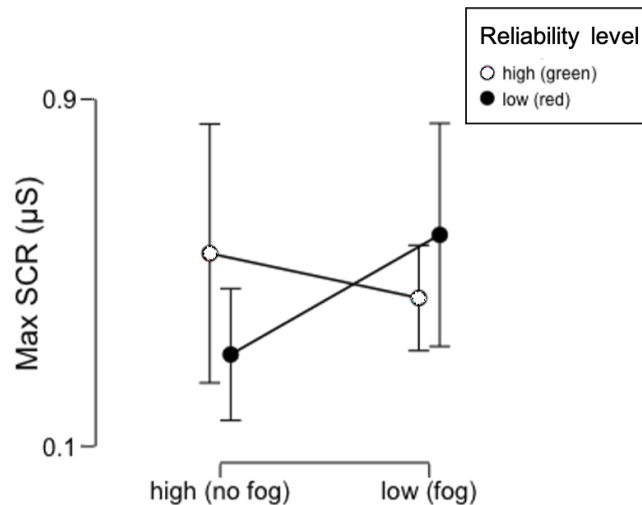 Reliability level
high (green)
low (red)
0.9
Max SCR (μS)
0.1
high (no fog)
low (fog)